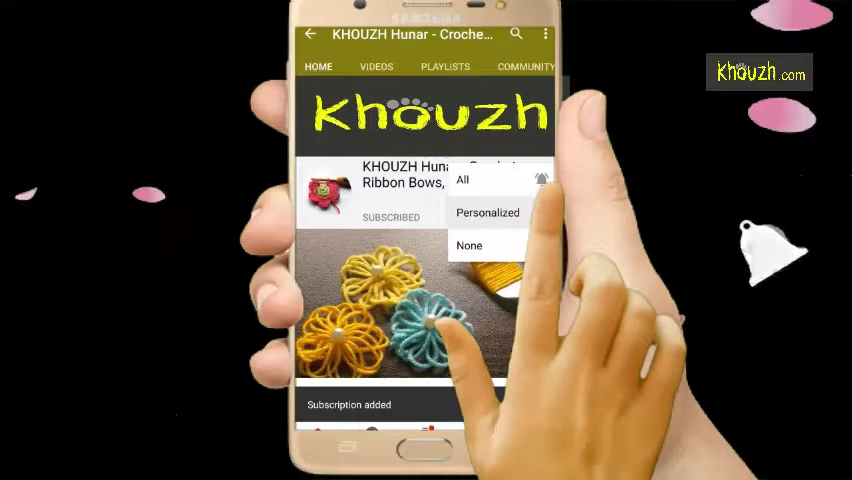 SAMSUNG
KHOUZH Hunar - Croche...
HOME VIDEOS PLAYLISTS COMMUNITY
Khouzh.com
Khouzh
KHOUZH Huna
Ribbon Bows,
SUBSCRIBED
All
Personalized
None
Subscription added